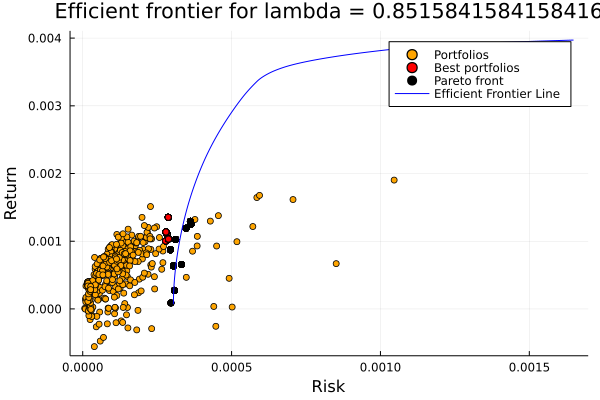 Efficient frontier for lambda = 0.8515841584158416
0.004
0.003
0.002
0.001
0.000
Return
Portfolios
Best portfolios
Pareto front
Efficient Frontier Line
0.0000
0.0005
0.0010
0.0015
Risk